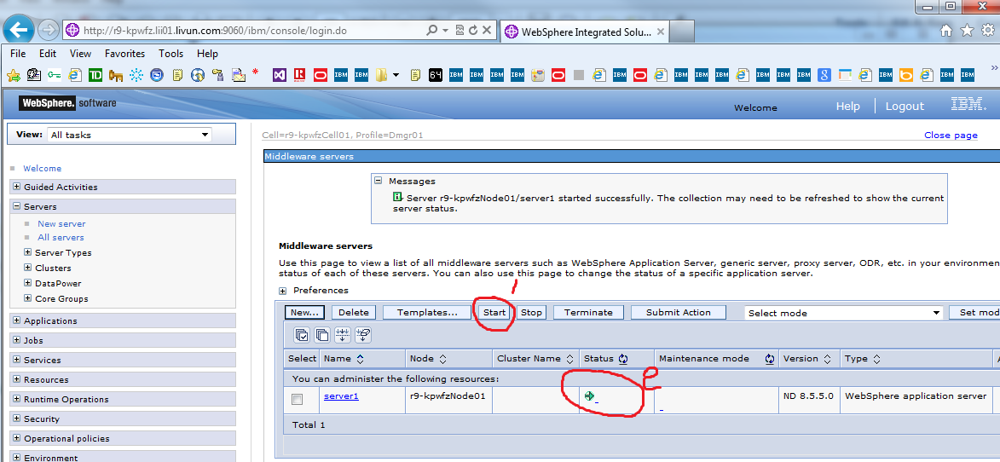 http://r9-kpwfz.lii01.livun.com:9060/ibm/console/login.do
WebSphere Integrated Solu...
File Edit View Favorites Tools Help
WebSphere. software
Welcome
Help
Logout
IBM.
View: All tasks
Cell=r9-kpwfzCell01, Profile=Dmgr01
Close page
Welcome
Guided Activities
Servers
New server
All servers
Server Types
Clusters
DataPower
Core Groups
Applications
Jobs
Services
Resources
Runtime Operations
Security
Operational policies
Environment
Middleware servers
Messages
Server r9-kpwfzNode01/server1 started successfully. The collection may need to be refreshed to show the current
server status.
Middleware servers
Use this page to view a list of all middleware servers such as WebSphere Application Server, generic server, proxy server, ODR, etc. in your environmen
status of each of these servers. You can also use this page to change the status of a specific application server.
1
Preferences
New... Delete Templates... Start Stop Terminate Submit Action Select mode Set mod
Select Name Node Cluster Name Status Maintenance mode Version Type
2
You can administer the following resources:
server1 r9-kpwfzNode01 ND 8.5.5.0 WebSphere application server
Total 1